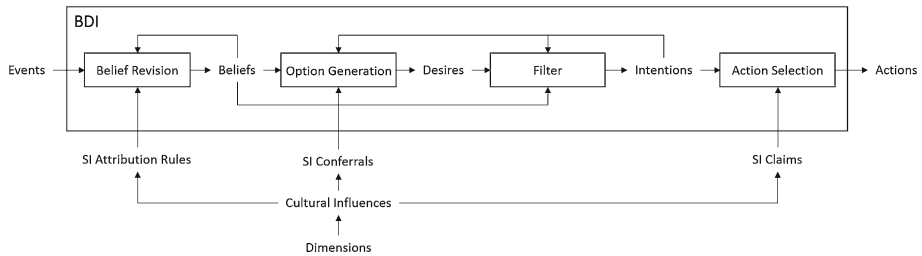 BDI
Events
Belief Revision
Beliefs
Option Generation
Desires
Filter
Intentions
Action Selection
Actions
SI Attribution Rules
SI Conferrals
SI Claims
Cultural Influences
Dimensions